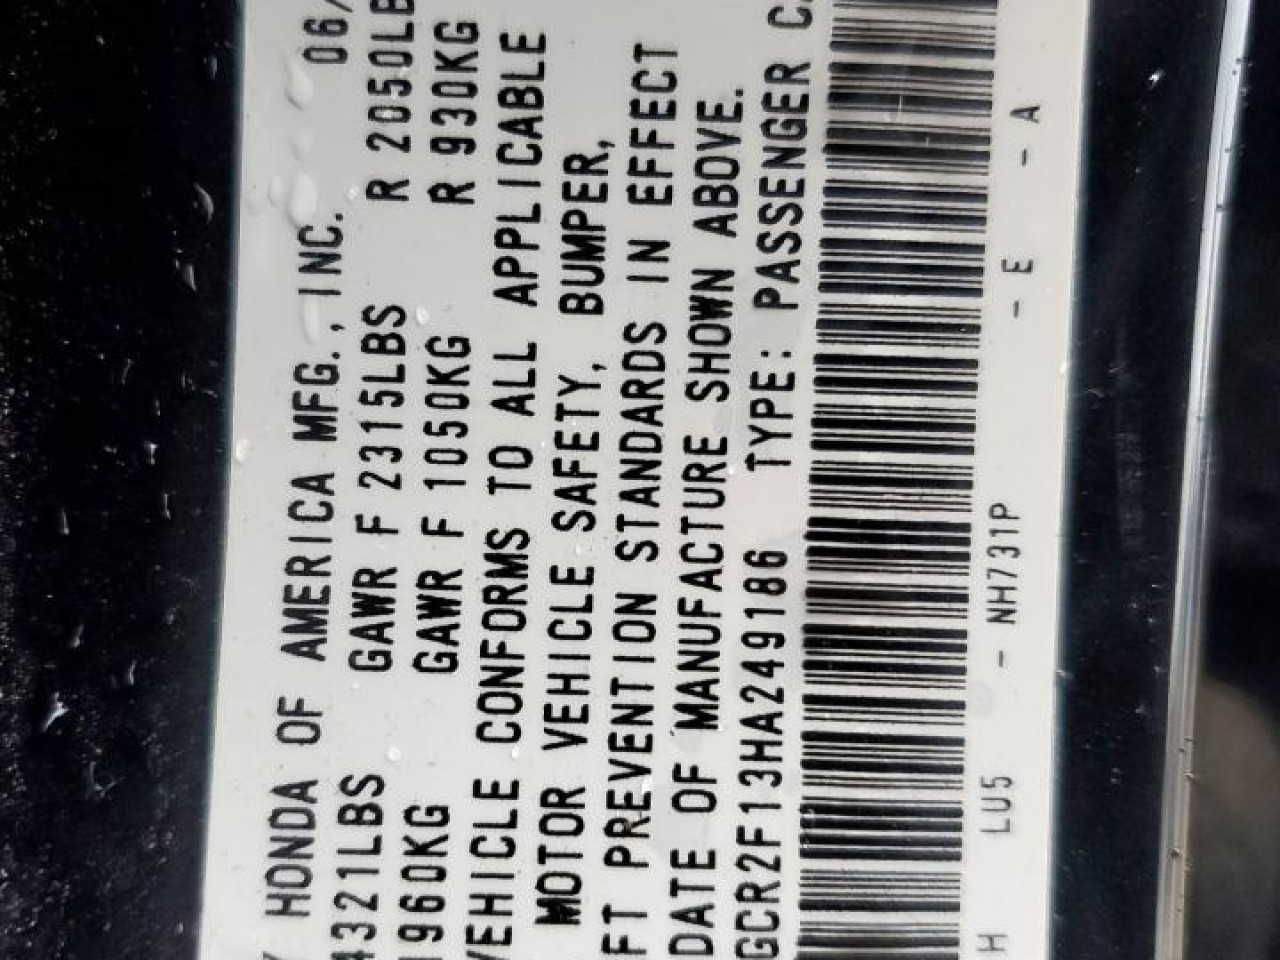 HONDA OF AMERICA MFG., INC. 06/
4321LBS GAWR F 2315LBS R 2050LB
1960KG GAWR F 1050KG R 930KG
VEHICLE CONFORMS TO ALL APPLICABLE
MOTOR VEHICLE SAFETY, BUMPER,
FT PREVENTION STANDARDS IN EFFECT
DATE OF MANUFACTURE SHOWN ABOVE.
GCR2F13HA249186 TYPE: PASSENGER C
H LU5 - NH731P - E - A